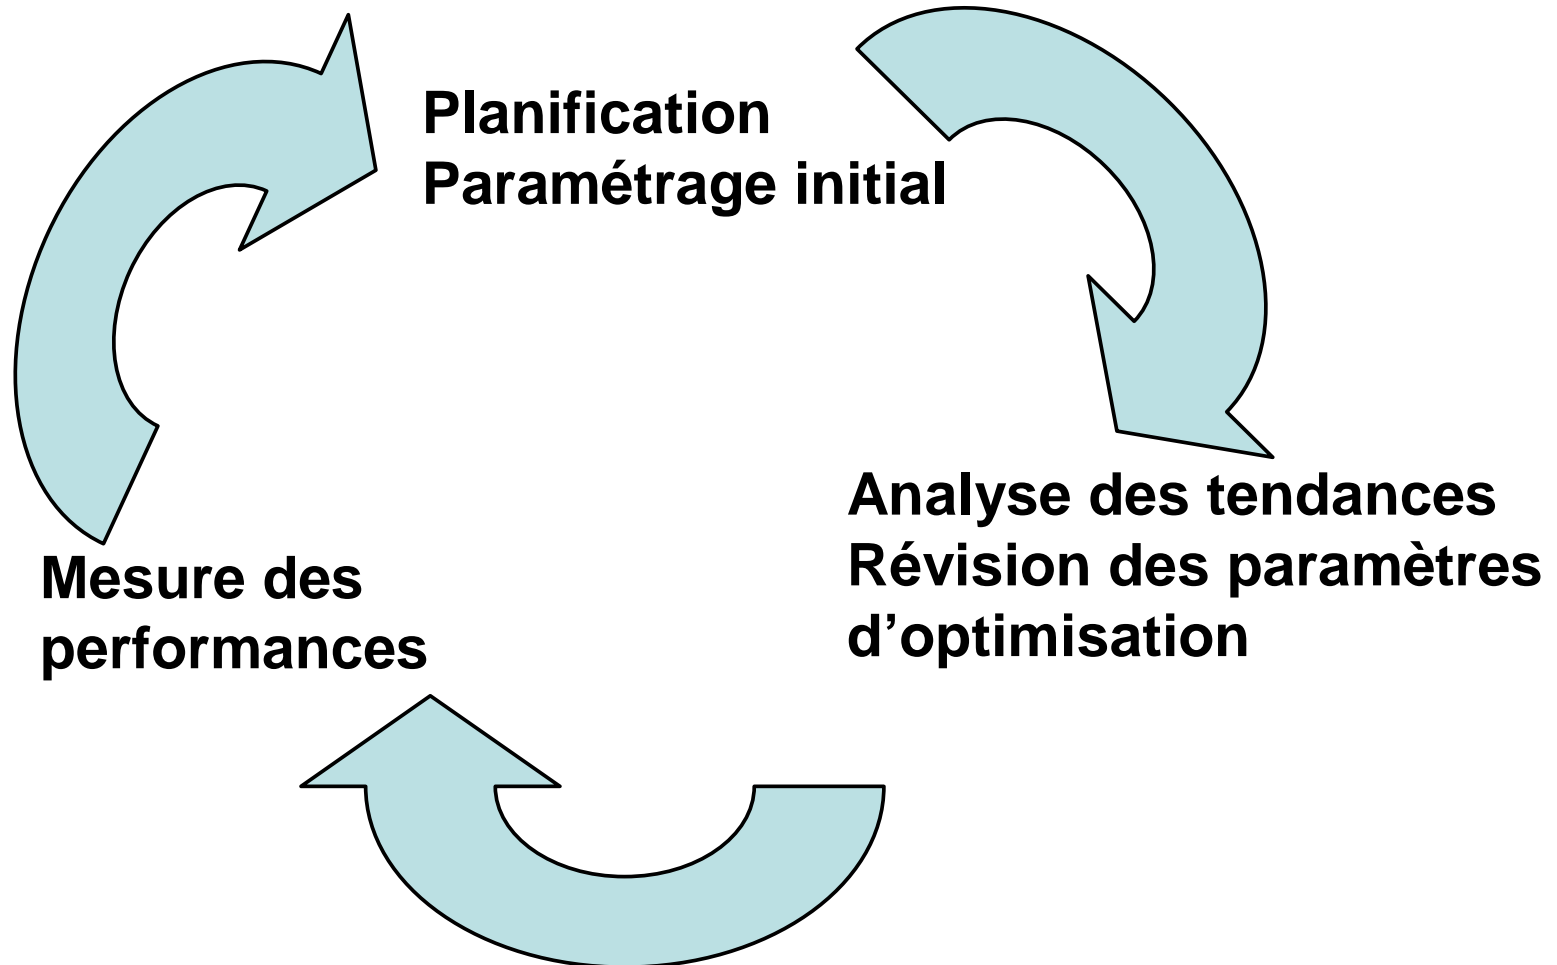 Planification
Paramétrage initial
Analyse des tendances
Révision des paramètres
d’optimisation
Mesure des
performances